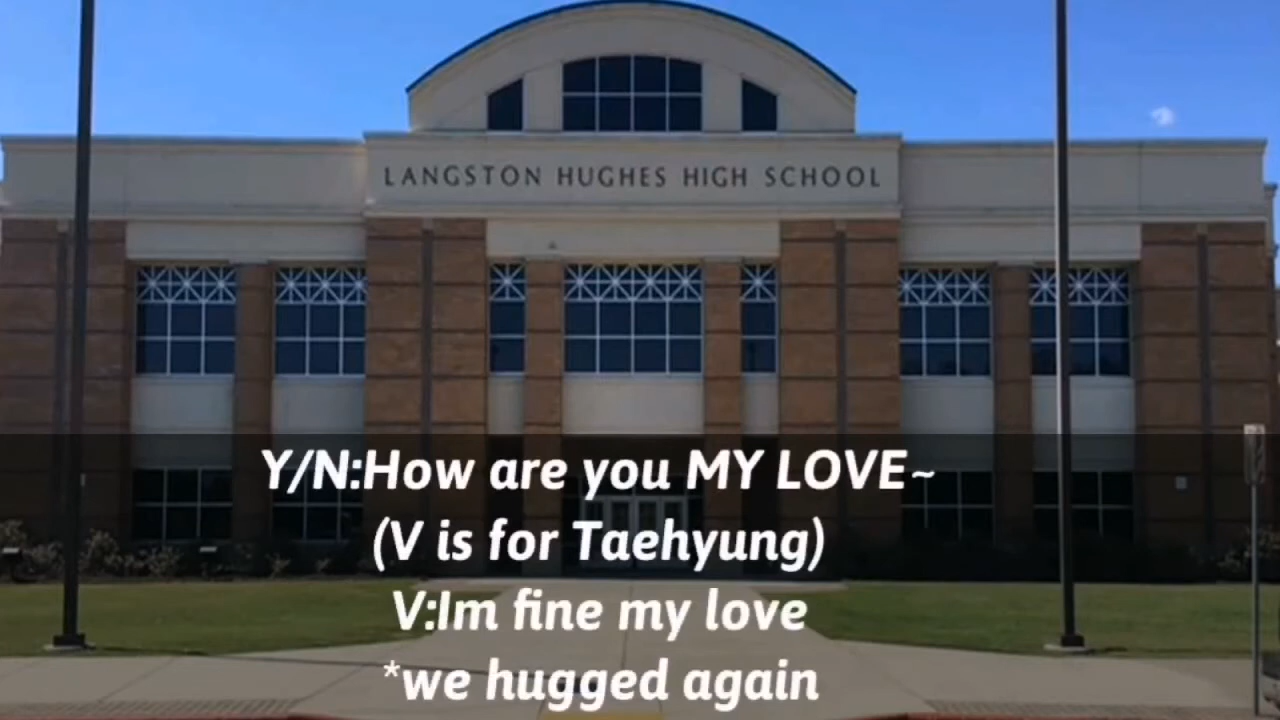 LANGSTON HUGHES HIGH SCHOOL
Y/N:How are you MY LOVE~
(V is for Taehyung)
V:Im fine my love
*we hugged again